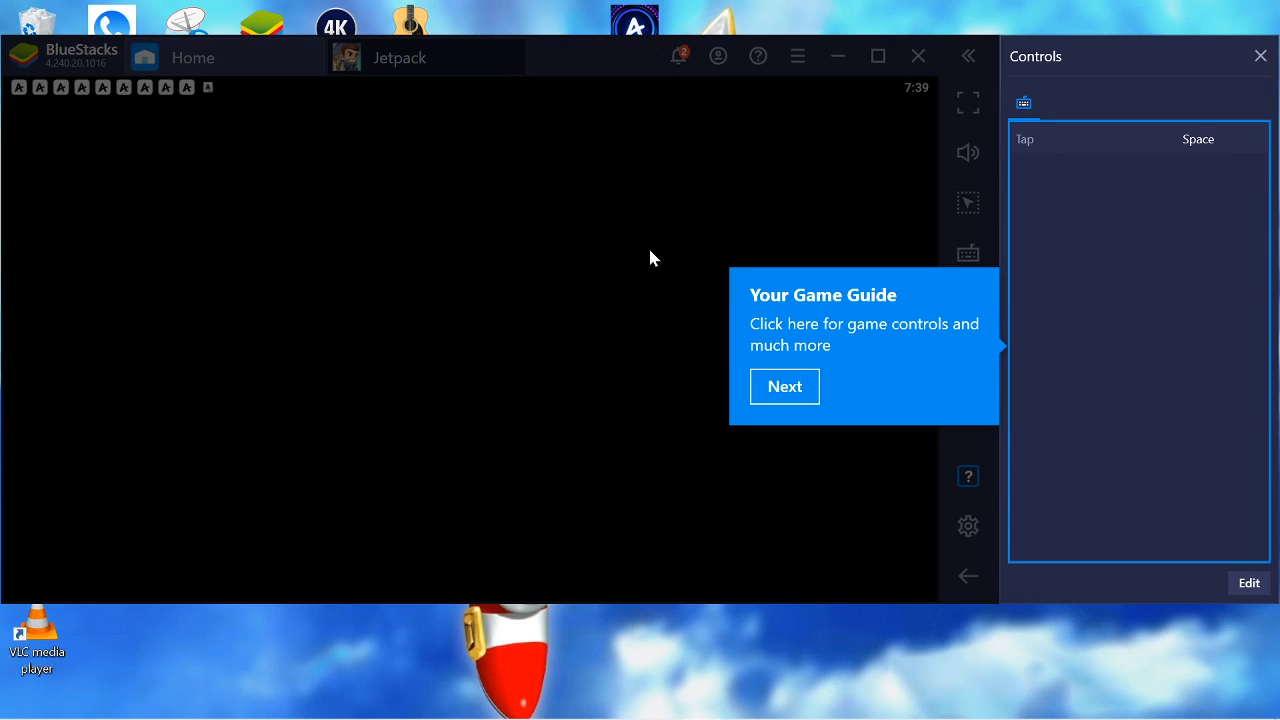 4K
BlueStacks
4.240.20.1016
Home
Jetpack
2
Controls
7:39
Tap
Space
Your Game Guide
Click here for game controls and
much more
Next
Edit
VLC media
player